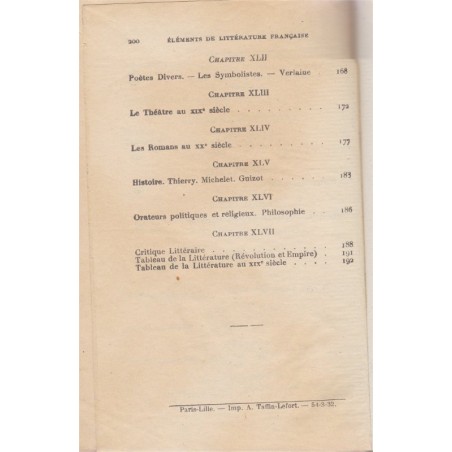 200 ÉLÉMENTS DE LITTÉRATURE FRANÇAISE
CHAPITRE XLII
Poètes Divers. — Les Symbolistes. — Verlaine 168
CHAPITRE XLIII
Le Théâtre au XIXe siècle . . . . . . . 172
CHAPITRE XLIV
Les Romans au XXe siècle . . . . . . . 177
CHAPITRE XLV
Histoire. Thierry. Michelet. Guizot . . . . . . 183
CHAPITRE XLVI
Orateurs politiques et religieux. Philosophie . . 186
CHAPITRE XLVII
Critique Littéraire . . . . . . . . . 188
Tableau de la Littérature (Révolution et Empire) . 191
Tableau de la Littérature au XIXe siècle . . . . 192
Paris-Lille. — Imp. A. Taffin-Lefort. — 54-2-32.